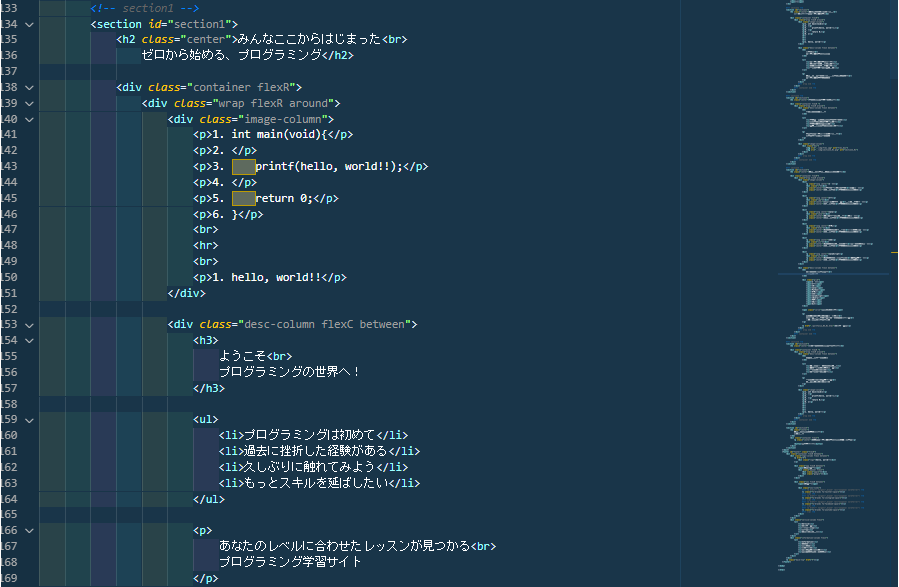 133 <!-- section1 -->
134 <section id="section1">
135 <h2 class="center">みんなここからはじまった<br>
136 ゼロから始める、プログラミング</h2>
137
138 <div class="container flexR">
139 <div class="wrap flexR around">
140 <div class="image-column">
141 <p>1. int main(void){</p>
142 <p>2. </p>
143 <p>3. 　　printf(hello, world!!);</p>
144 <p>4. </p>
145 <p>5. 　　return 0;</p>
146 <p>6. }</p>
147 <br>
148 <hr>
149 <br>
150 <p>1. hello, world!!</p>
151 </div>
152
153 <div class="desc-column flexC between">
154 <h3>
155 ようこそ<br>
156 プログラミングの世界へ！
157 </h3>
158
159 <ul>
160 <li>プログラミングは初めて</li>
161 <li>過去に挫折した経験がある</li>
162 <li>久しぶりに触れてみよう</li>
163 <li>もっとスキルを延ばしたい</li>
164 </ul>
165
166 <p>
167 あなたのレベルに合わせたレッスンが見つかる<br>
168 プログラミング学習サイト
169 </p>